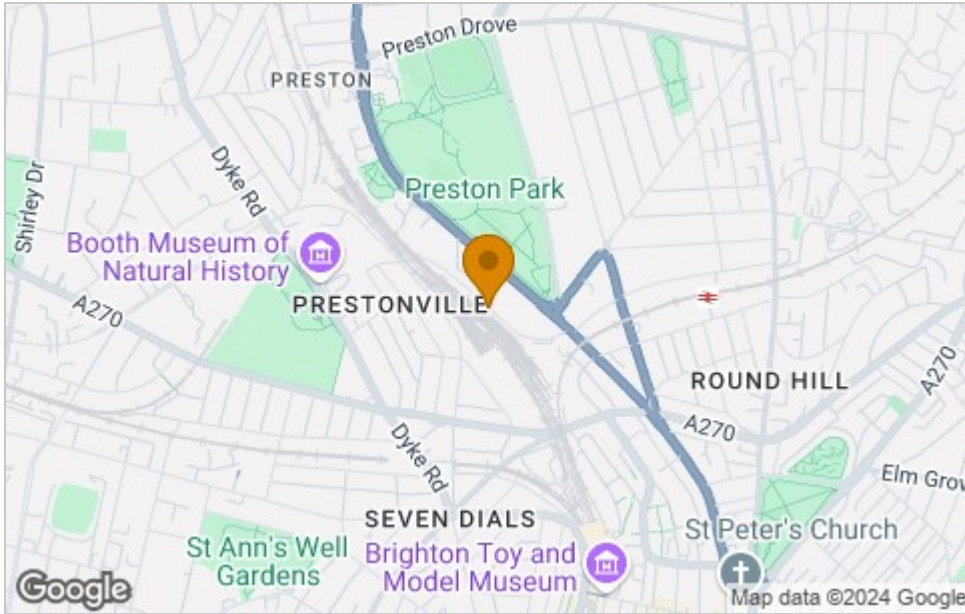 Preston Drove
PRESTON
Dyke Rd
Shirley Dr
Preston Park
Booth Museum of
Natural History
PRESTONVILLE
A270
ROUND HILL
A270
A270
Dyke Rd
Elm Grov
SEVEN DIALS
St Peter's Church
St Ann's Well
Gardens
Brighton Toy and
Model Museum
Google
Map data ©2024 Google